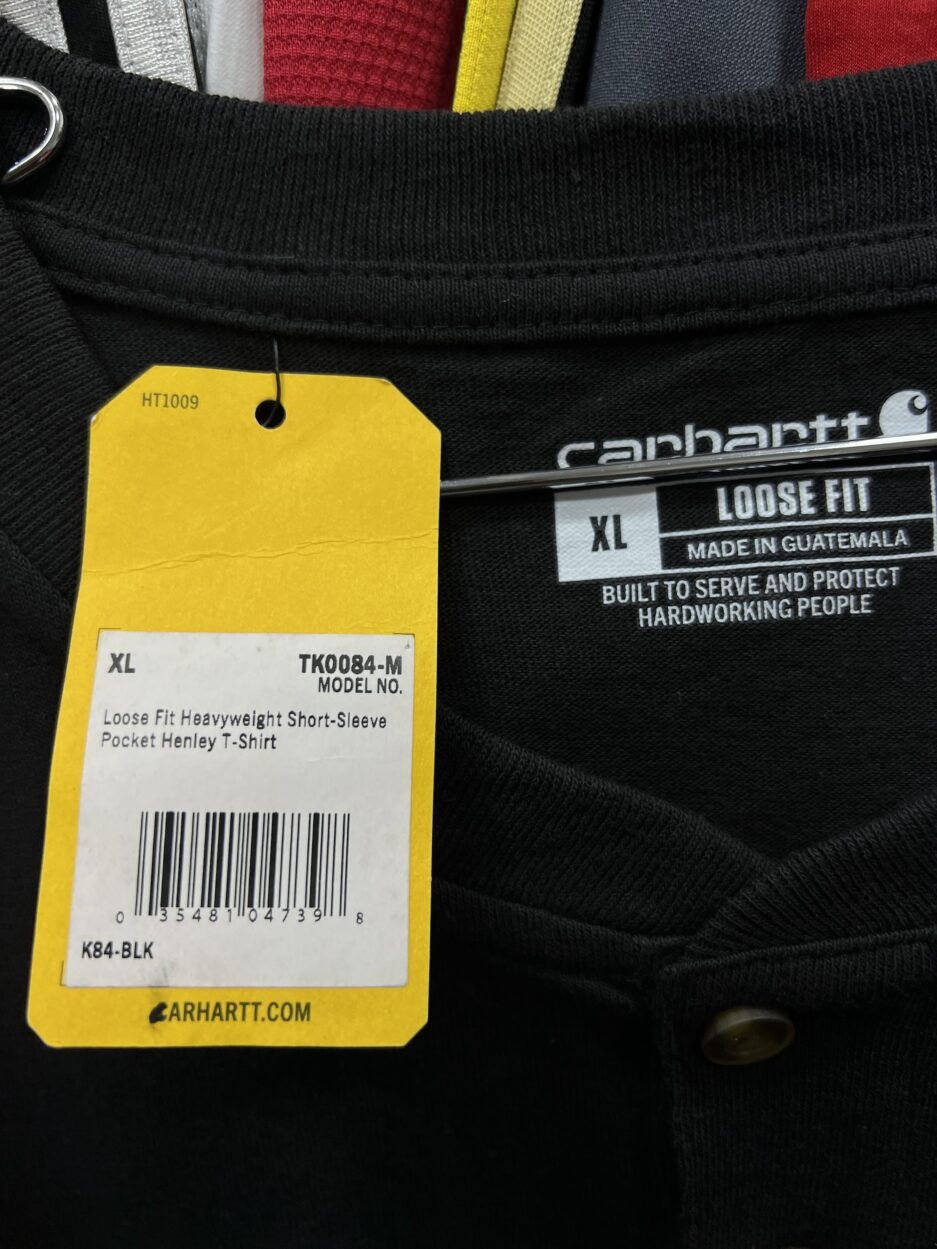 HT1009
XL
TK0084-M
MODEL NO.
Loose Fit Heavyweight Short-Sleeve
Pocket Henley T-Shirt
0 35481 04739 8
K84-BLK
CARHARTT.COM
carhartt
XL
LOOSE FIT
MADE IN GUATEMALA
BUILT TO SERVE AND PROTECT
HARDWORKING PEOPLE